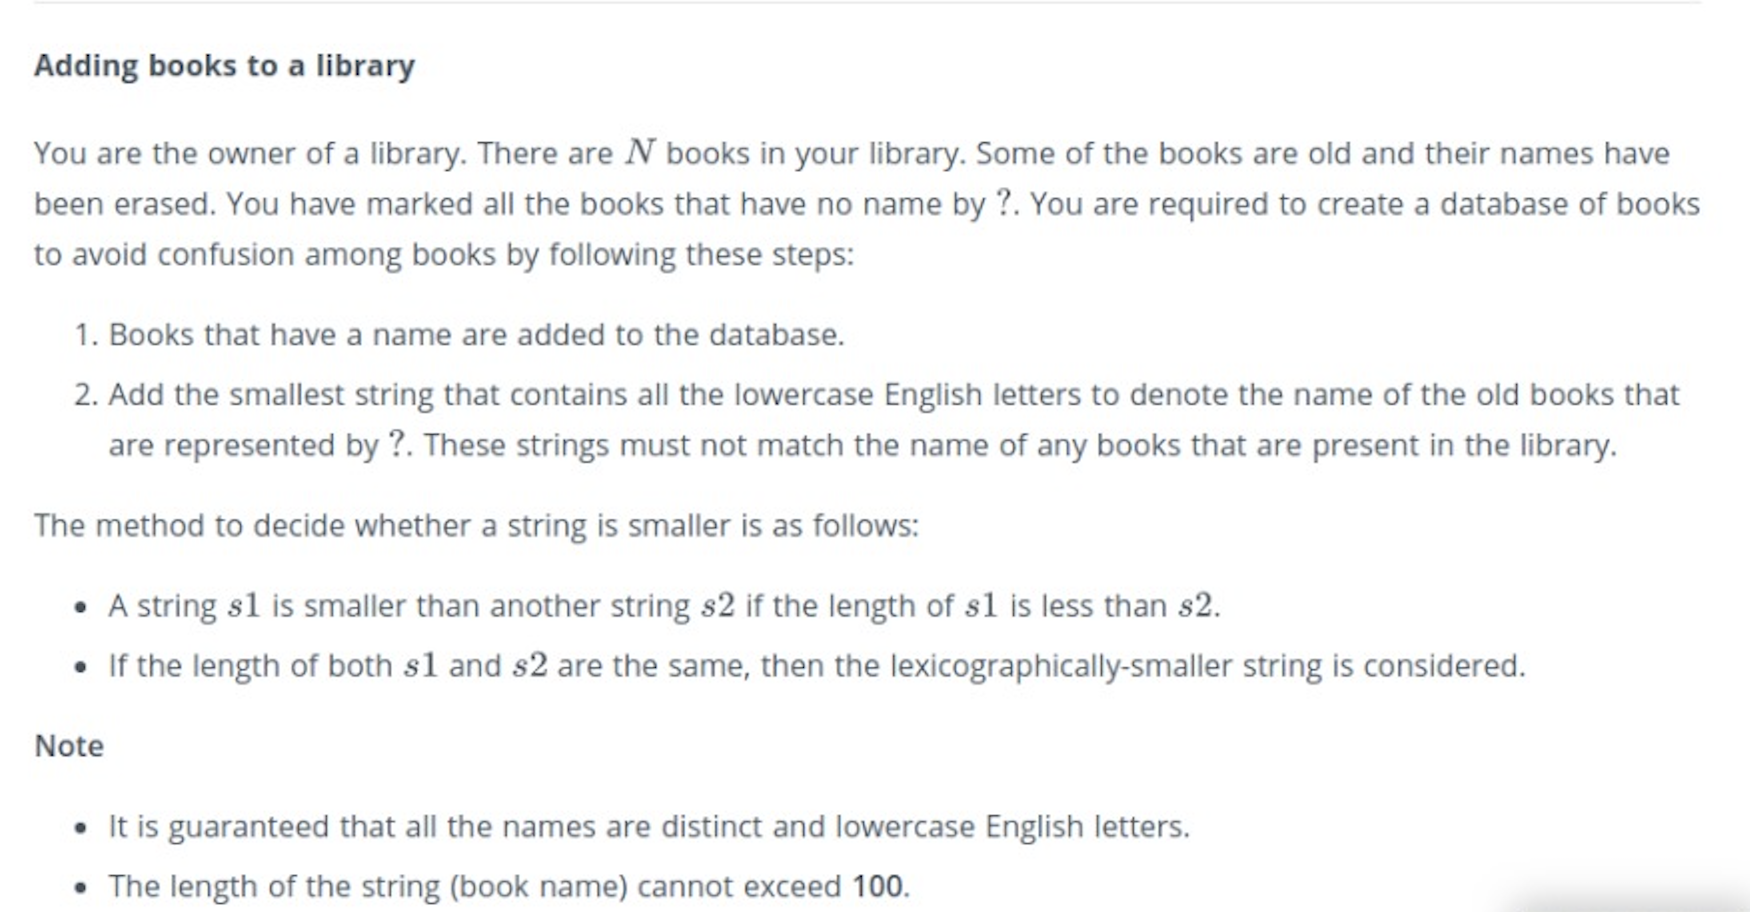 Adding books to a library
You are the owner of a library. There are N books in your library. Some of the books are old and their names have
been erased. You have marked all the books that have no name by ?. You are required to create a database of books
to avoid confusion among books by following these steps:
1. Books that have a name are added to the database.
2. Add the smallest string that contains all the lowercase English letters to denote the name of the old books that
are represented by ?. These strings must not match the name of any books that are present in the library.
The method to decide whether a string is smaller is as follows:
• A string s1 is smaller than another string s2 if the length of s1 is less than s2.
• If the length of both s1 and s2 are the same, then the lexicographically-smaller string is considered.
Note
• It is guaranteed that all the names are distinct and lowercase English letters.
• The length of the string (book name) cannot exceed 100.